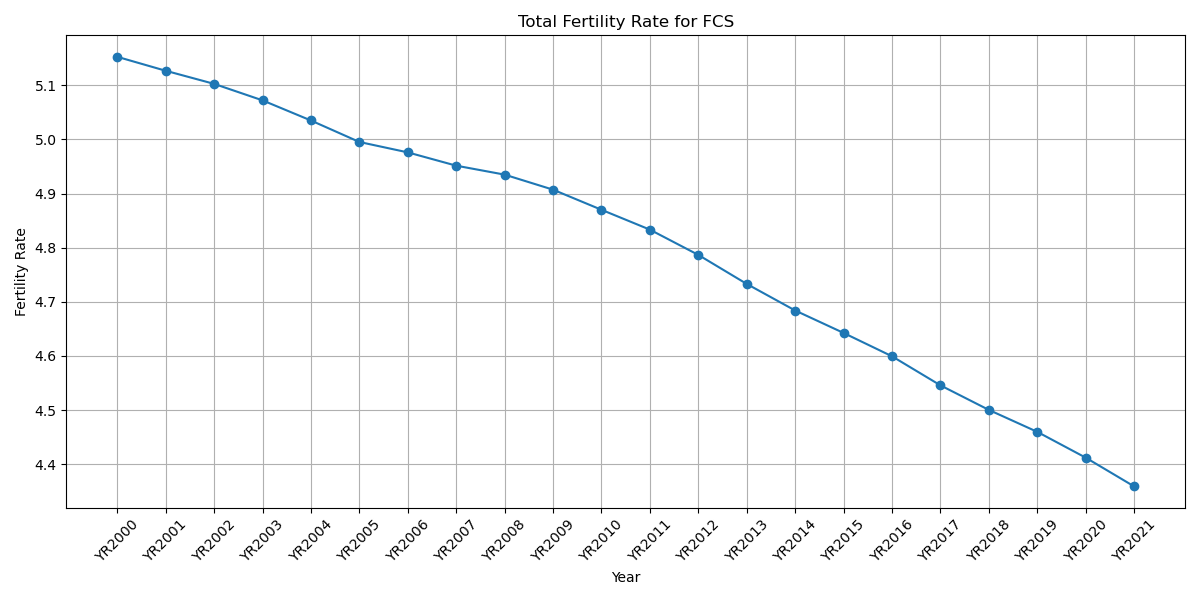 Total Fertility Rate for FCS
Fertility Rate
5.1
5.0
4.9
4.8
4.7
4.6
4.5
4.4
YR2000
YR2001
YR2002
YR2003
YR2004
YR2005
YR2006
YR2007
YR2008
YR2009
YR2010
YR2011
YR2012
YR2013
YR2014
YR2015
YR2016
YR2017
YR2018
YR2019
YR2020
YR2021
Year